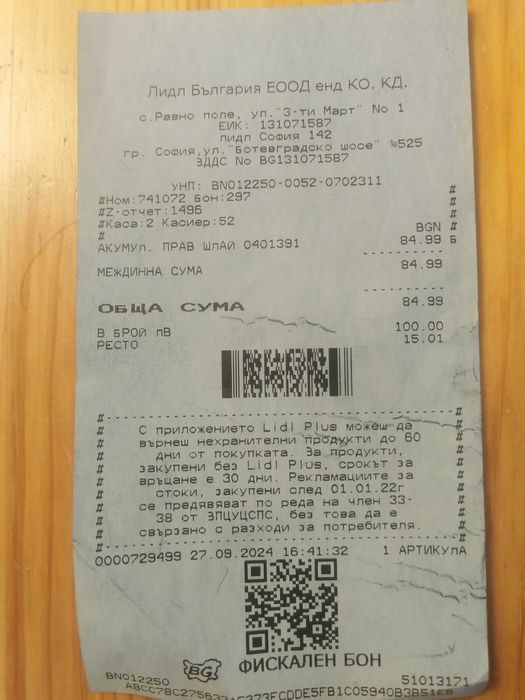 Лидл България ЕООД енд КО. КД.
с.Равно поле, ул."3-ти Март" No 1
ЕИК: 131071587
лидл София 142
гр. София,ул."Ботевградско шосе" №525
ЗДДС No BG131071587
УНП: BN012250-0052-0702311
#Ном:741072 Бон:297 #
#Z-отчет:1496 #
#Каса:2 Касиер:52 #
# BGN #
АКУМУЛ. ПРАВ ШЛАЙ 0401391 84.99 Б
МЕЖДИННА СУМА 84.99
ОБЩА СУМА 84.99
В БРОЙ ЛВ 100.00
РЕСТО 15.01
С приложението Lidl Plus можеш да
върнеш нехранителни продукти до 60
дни от покупката. За продукти,
закупени без Lidl Plus, срокът за
връщане е 30 дни. Рекламациите за
стоки, закупени след 01.01.22г
се предявяват по реда на член 33-
38 от ЗПЦУЦСПС, без това да е
свързано с разходи за потребителя.
0000729499 27.09.2024 16:41:32 1 АРТИКУЛА
BG ФИСКАЛЕН БОН
BN012250 51013171